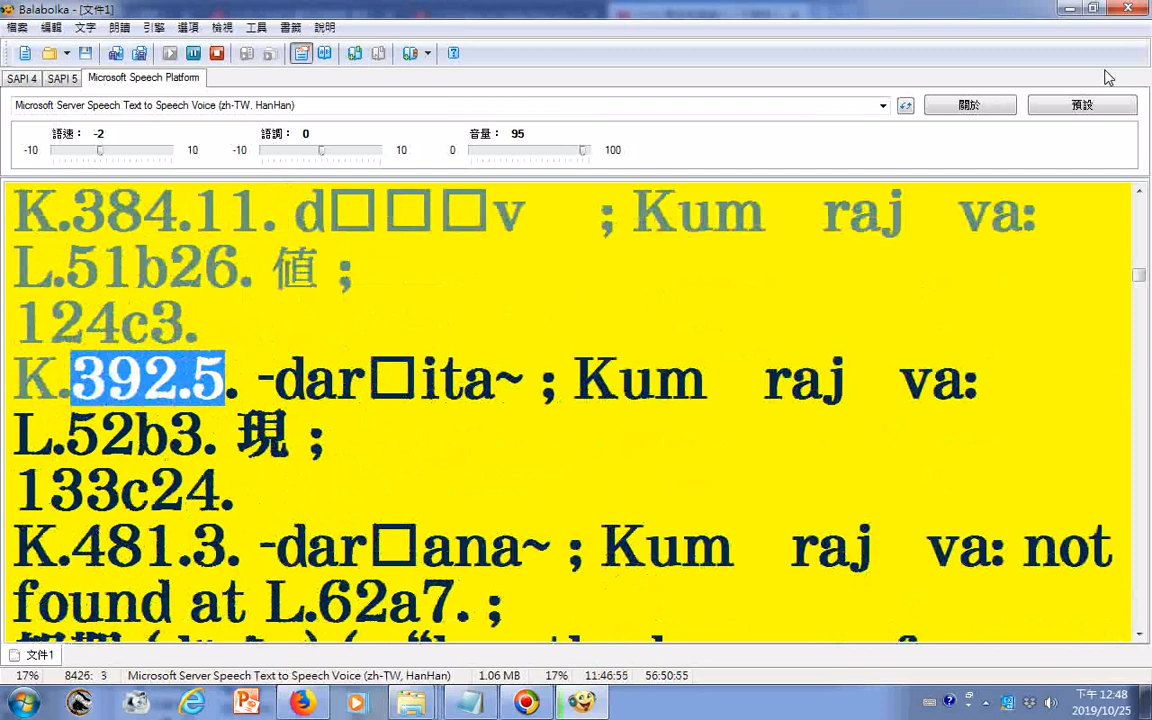 Balabolka - [文件1]
檔案 編輯 文字 朗讀 引擎 選項 檢視 工具 書籤 說明
SAPI 4 SAPI 5 Microsoft Speech Platform
Microsoft Server Speech Text to Speech Voice (zh-TW, HanHan) 關於 預設
語速： -2 語調： 0 音量： 95
-10 10 -10 10 0 100
K.384.11. d□□□v ; Kum raj va:
L.51b26. 值 ;
124c3.
K.392.5. -dar□ita~ ; Kum raj va:
L.52b3. 現 ;
133c24.
K.481.3. -dar□ana~ ; Kum raj va: not
found at L.62a7. ;
文件1
17% 8426: 3 Microsoft Server Speech Text to Speech Voice (zh-TW, HanHan) 1.06 MB 17% 11:46:55 56:50:55
下午 12:48
2019/10/25